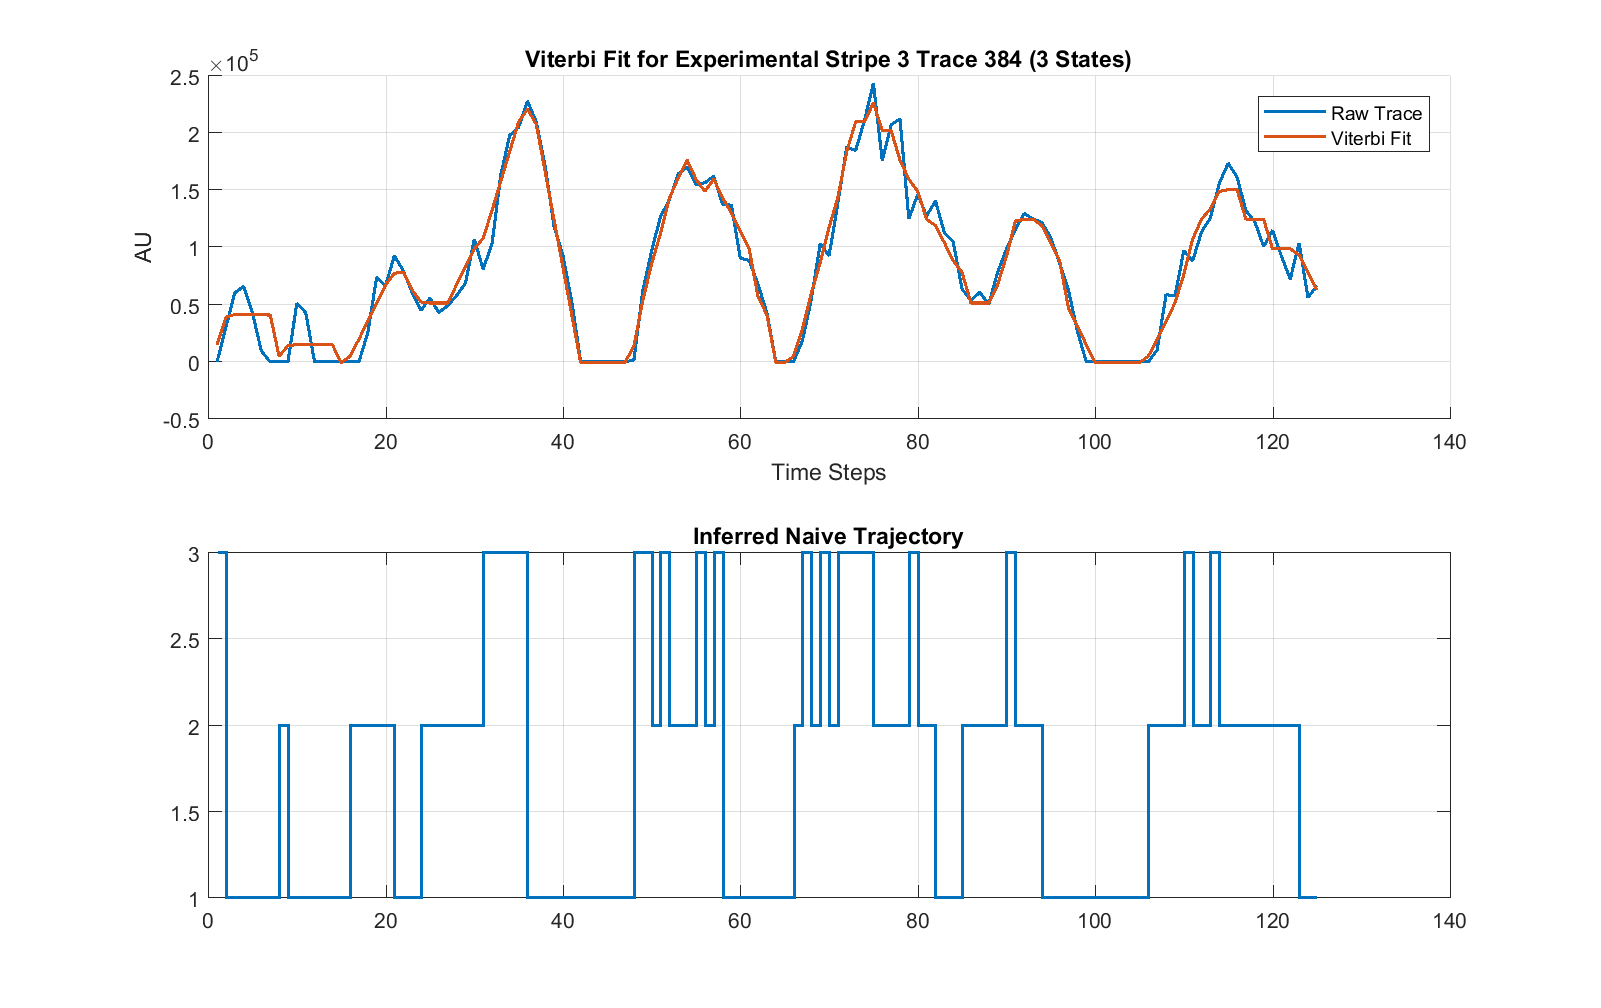 Viterbi Fit for Experimental Stripe 3 Trace 384 (3 States)
×10^5
2.5
2
1.5
1
0.5
0
-0.5
AU
Raw Trace
Viterbi Fit
0 20 40 60 80 100 120 140
Time Steps
Inferred Naive Trajectory
3
2.5
2
1.5
1
0 20 40 60 80 100 120 140